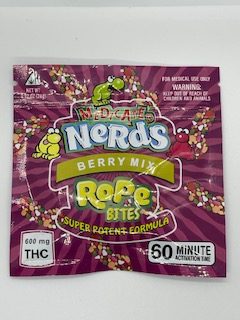 MEDICATED
FOR MEDICAL USE ONLY
WARNING:
KEEP OUT OF REACH OF
CHILDREN AND ANIMALS
NeRDS
BERRY MIX
RoPe
BITES
SUPER POTENT FORMULA
600 mg
THC
60 MINUTE
ACTIVATION TIME